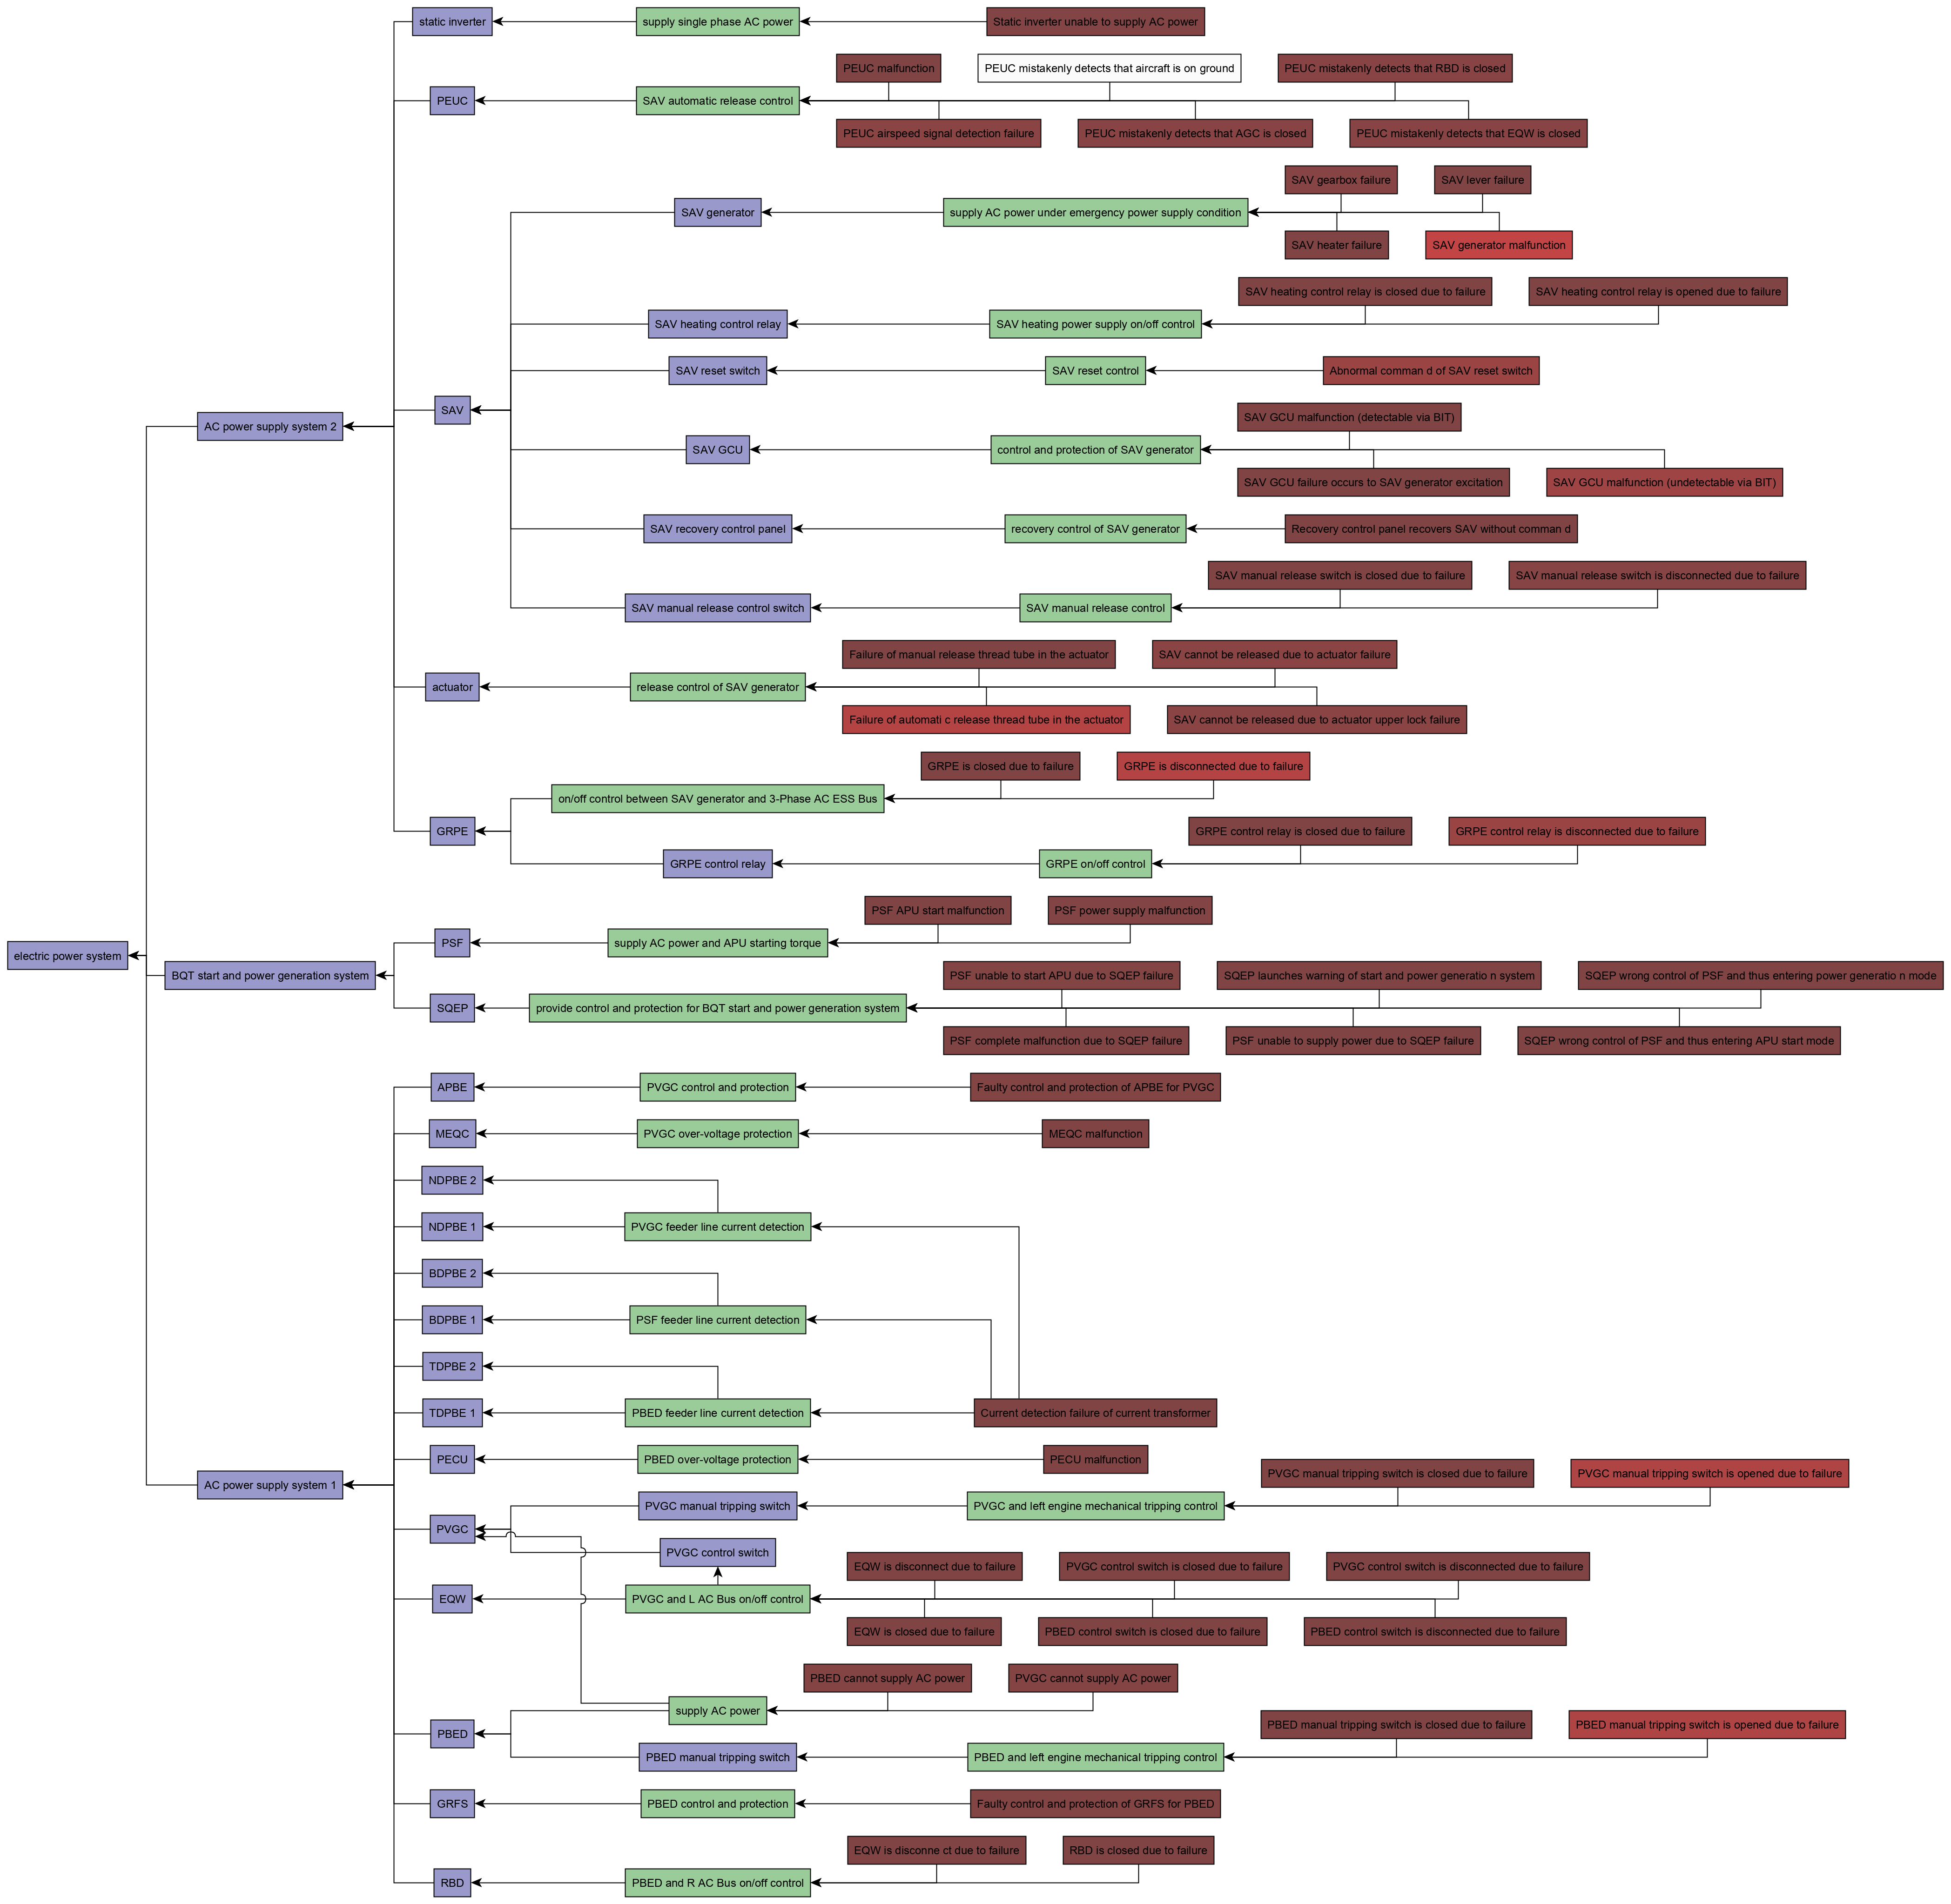 static inverter
supply single phase AC power
Static inverter unable to supply AC power
PEUC malfunction
PEUC mistakenly detects that aircraft is on ground
PEUC mistakenly detects that RBD is closed
PEUC
SAV automatic release control
PEUC airspeed signal detection failure
PEUC mistakenly detects that AGC is closed
PEUC mistakenly detects that EQW is closed
SAV gearbox failure
SAV lever failure
SAV generator
supply AC power under emergency power supply condition
SAV heater failure
SAV generator malfunction
SAV heating control relay is closed due to failure
SAV heating control relay is opened due to failure
SAV heating control relay
SAV heating power supply on/off control
SAV reset switch
SAV reset control
Abnormal comman d of SAV reset switch
SAV
AC power supply system 2
SAV GCU malfunction (detectable via BIT)
SAV GCU
control and protection of SAV generator
SAV GCU failure occurs to SAV generator excitation
SAV GCU malfunction (undetectable via BIT)
SAV recovery control panel
recovery control of SAV generator
Recovery control panel recovers SAV without comman d
SAV manual release switch is closed due to failure
SAV manual release switch is disconnected due to failure
SAV manual release control switch
SAV manual release control
Failure of manual release thread tube in the actuator
SAV cannot be released due to actuator failure
actuator
release control of SAV generator
Failure of automati c release thread tube in the actuator
SAV cannot be released due to actuator upper lock failure
GRPE is closed due to failure
GRPE is disconnected due to failure
on/off control between SAV generator and 3-Phase AC ESS Bus
GRPE
GRPE control relay is closed due to failure
GRPE control relay is disconnected due to failure
GRPE control relay
GRPE on/off control
PSF APU start malfunction
PSF power supply malfunction
PSF
supply AC power and APU starting torque
electric power system
BQT start and power generation system
PSF unable to start APU due to SQEP failure
SQEP launches warning of start and power generatio n system
SQEP wrong control of PSF and thus entering power generatio n mode
SQEP
provide control and protection for BQT start and power generation system
PSF complete malfunction due to SQEP failure
PSF unable to supply power due to SQEP failure
SQEP wrong control of PSF and thus entering APU start mode
APBE
PVGC control and protection
Faulty control and protection of APBE for PVGC
MEQC
PVGC over-voltage protection
MEQC malfunction
NDPBE 2
NDPBE 1
PVGC feeder line current detection
BDPBE 2
BDPBE 1
PSF feeder line current detection
TDPBE 2
TDPBE 1
PBED feeder line current detection
Current detection failure of current transformer
PECU
PBED over-voltage protection
PECU malfunction
AC power supply system 1
PVGC manual tripping switch is closed due to failure
PVGC manual tripping switch is opened due to failure
PVGC manual tripping switch
PVGC and left engine mechanical tripping control
PVGC
PVGC control switch
EQW is disconnect due to failure
PVGC control switch is closed due to failure
PVGC control switch is disconnected due to failure
EQW
PVGC and L AC Bus on/off control
EQW is closed due to failure
PBED control switch is closed due to failure
PBED control switch is disconnected due to failure
PBED cannot supply AC power
PVGC cannot supply AC power
supply AC power
PBED
PBED manual tripping switch is closed due to failure
PBED manual tripping switch is opened due to failure
PBED manual tripping switch
PBED and left engine mechanical tripping control
GRFS
PBED control and protection
Faulty control and protection of GRFS for PBED
EQW is disconne ct due to failure
RBD is closed due to failure
RBD
PBED and R AC Bus on/off control